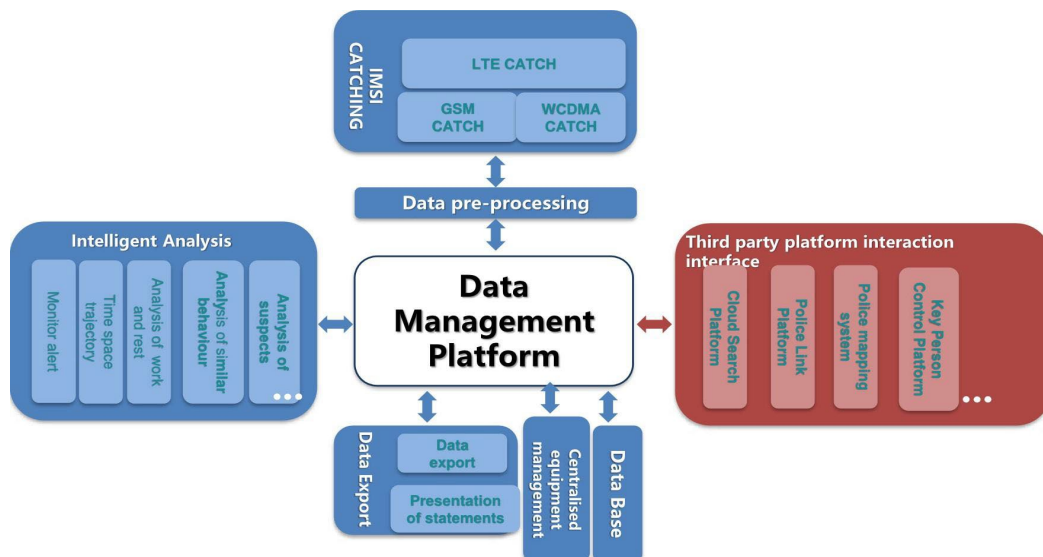 IMSI
CATCHING
LTE CATCH
GSM
CATCH
WCDMA
CATCH
Data pre-processing
Intelligent Analysis
Monitor alert
Time space
trajectory
Analysis of work
and rest
Analysis of similar
behaviour
Analysis of
suspects
...
Data
Management
Platform
Third party platform interaction
interface
Cloud Search
Platform
Police Link
Platform
Police mapping
system
Key Person
Control Platform
...
Data Export
Data
export
Presentation
of statements
Centralised
equipment
management
Data Base